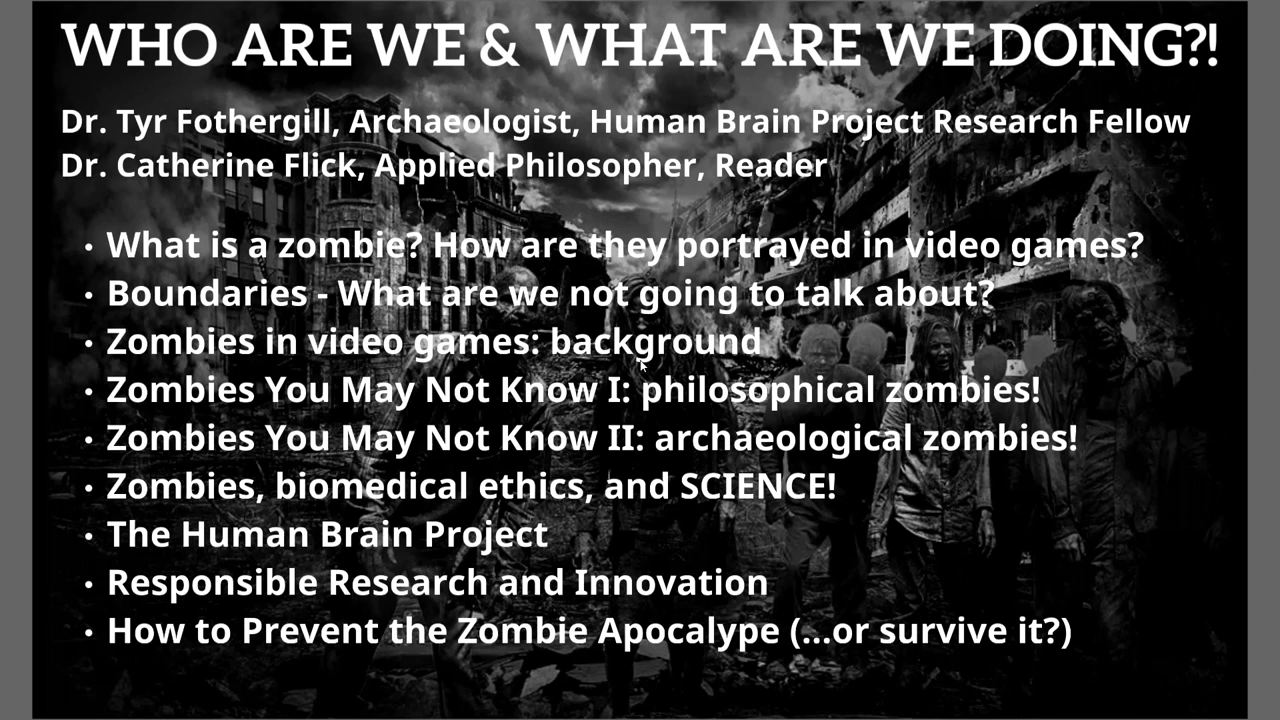 WHO ARE WE & WHAT ARE WE DOING?!
Dr. Tyr Fothergill, Archaeologist, Human Brain Project Research Fellow
Dr. Catherine Flick, Applied Philosopher, Reader
• What is a zombie? How are they portrayed in video games?
• Boundaries - What are we not going to talk about?
• Zombies in video games: background
• Zombies You May Not Know I: philosophical zombies!
• Zombies You May Not Know II: archaeological zombies!
• Zombies, biomedical ethics, and SCIENCE!
• The Human Brain Project
• Responsible Research and Innovation
• How to Prevent the Zombie Apocalype (...or survive it?)